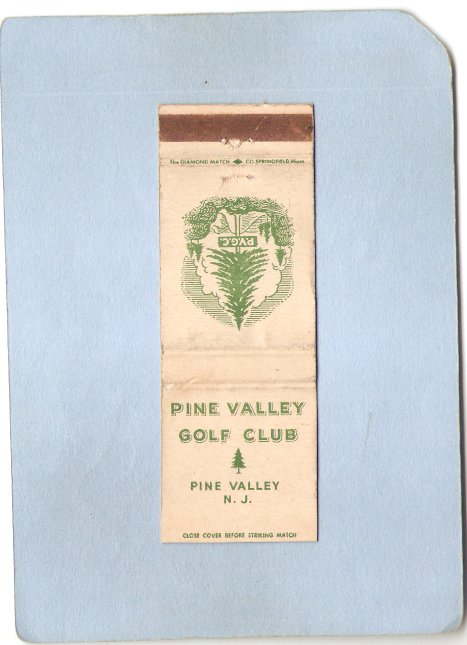 The DIAMOND MATCH CO. SPRINGFIELD, Mass.
P.V.G.C.
PINE VALLEY
GOLF CLUB
PINE VALLEY
N. J.
CLOSE COVER BEFORE STRIKING MATCH